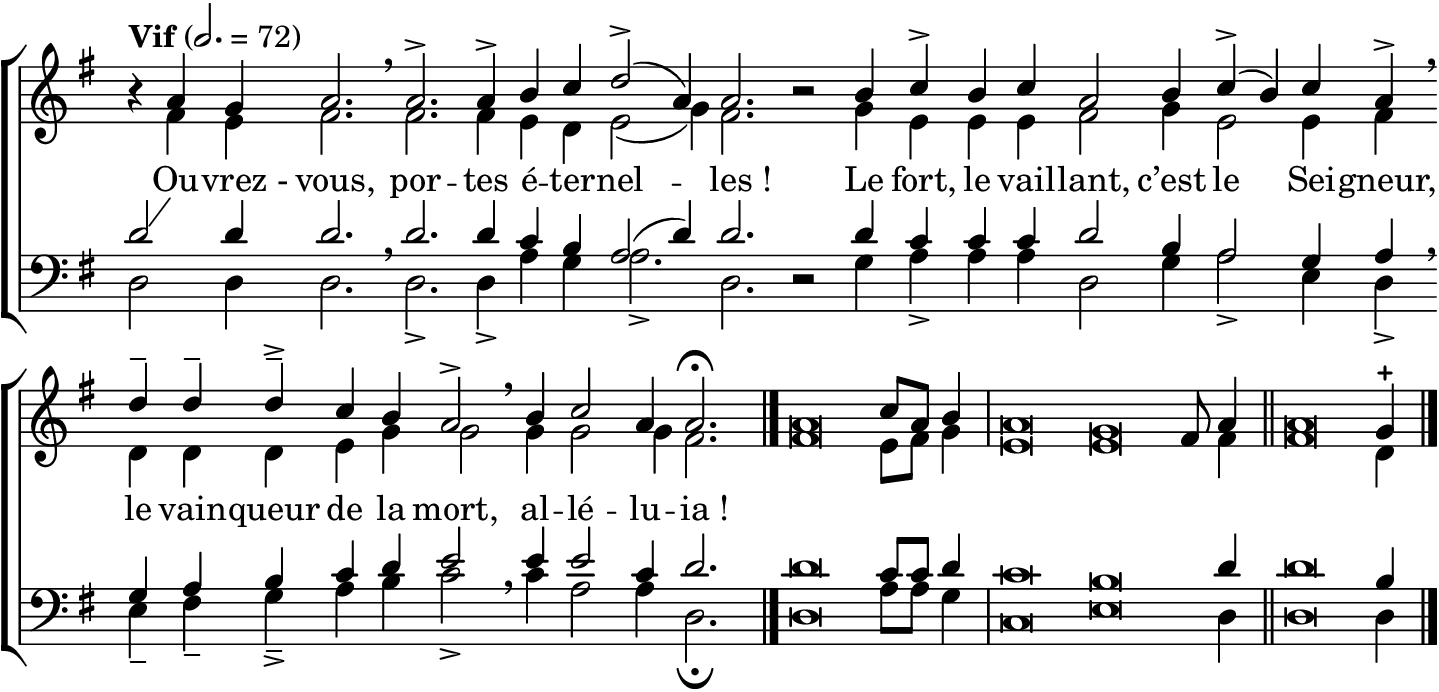 Vif (𝅗𝅥. = 72)
Ouvrez - vous, por -- tes é -- ternel -- les ! Le fort, le vaillant, c’est le Seigneur,
le vainqueur de la mort, al -- lé -- lu -- ia !